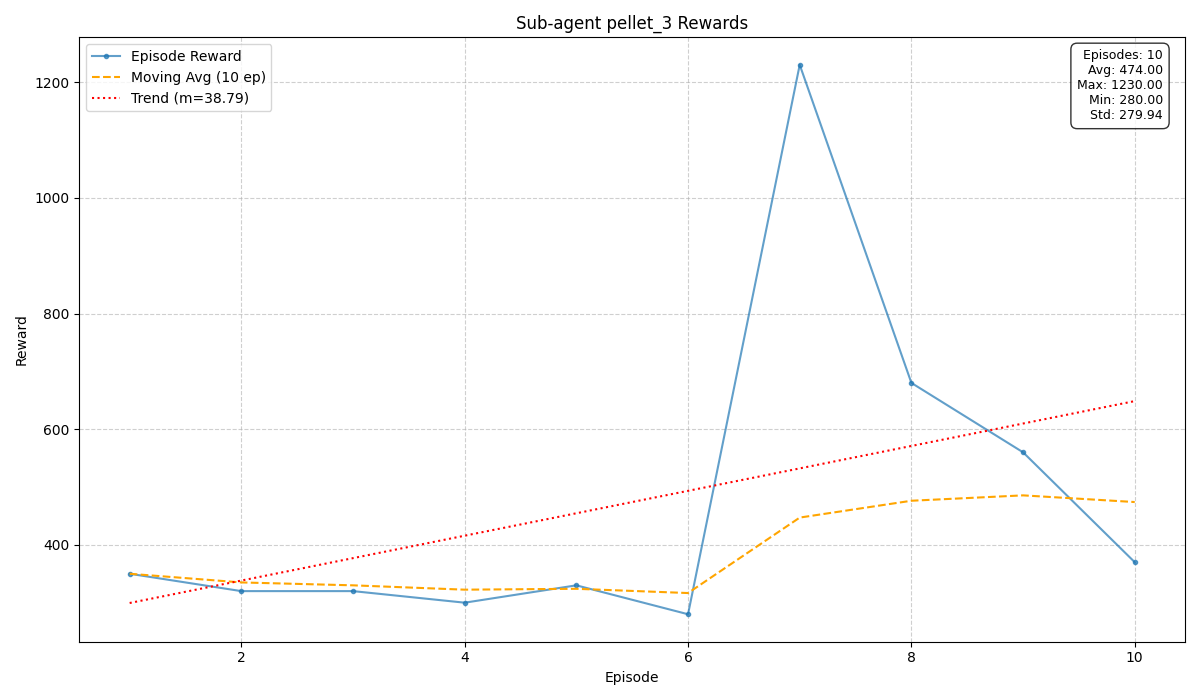 Sub-agent pellet_3 Rewards
Episode Reward
Moving Avg (10 ep)
Trend (m=38.79)
Episodes: 10
Avg: 474.00
Max: 1230.00
Min: 280.00
Std: 279.94
1200
1000
800
600
400
Reward
2
4
6
8
10
Episode